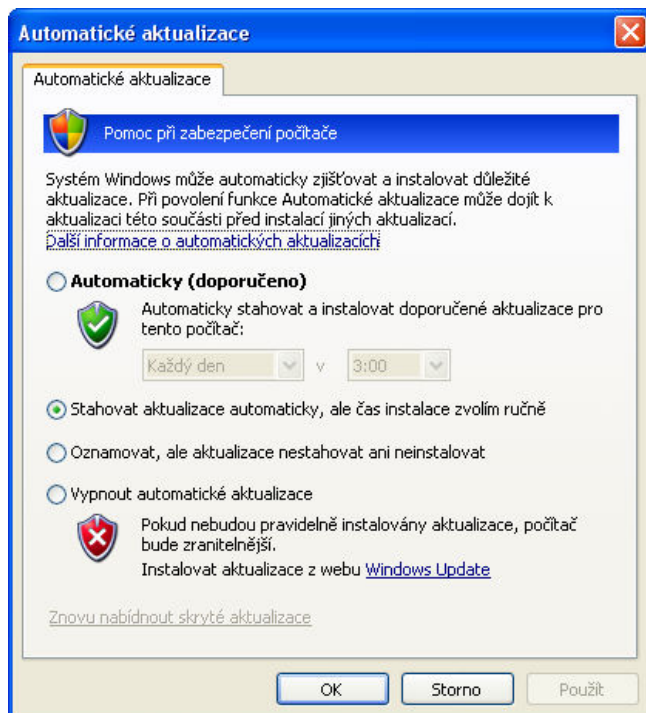 Automatické aktualizace
Automatické aktualizace
Pomoc při zabezpečení počítače
Systém Windows může automaticky zjišťovat a instalovat důležité
aktualizace. Při povolení funkce Automatické aktualizace může dojít k
aktualizaci této součásti před instalací jiných aktualizací.
Další informace o automatických aktualizacích
Automaticky (doporučeno)
Automaticky stahovat a instalovat doporučené aktualizace pro
tento počítač:
Každý den v 3:00
Stahovat aktualizace automaticky, ale čas instalace zvolím ručně
Oznamovat, ale aktualizace nestahovat ani neinstalovat
Vypnout automatické aktualizace
Pokud nebudou pravidelně instalovány aktualizace, počítač
bude zranitelnější.
Instalovat aktualizace z webu Windows Update
Znovu nabídnout skryté aktualizace
OK Storno Použít